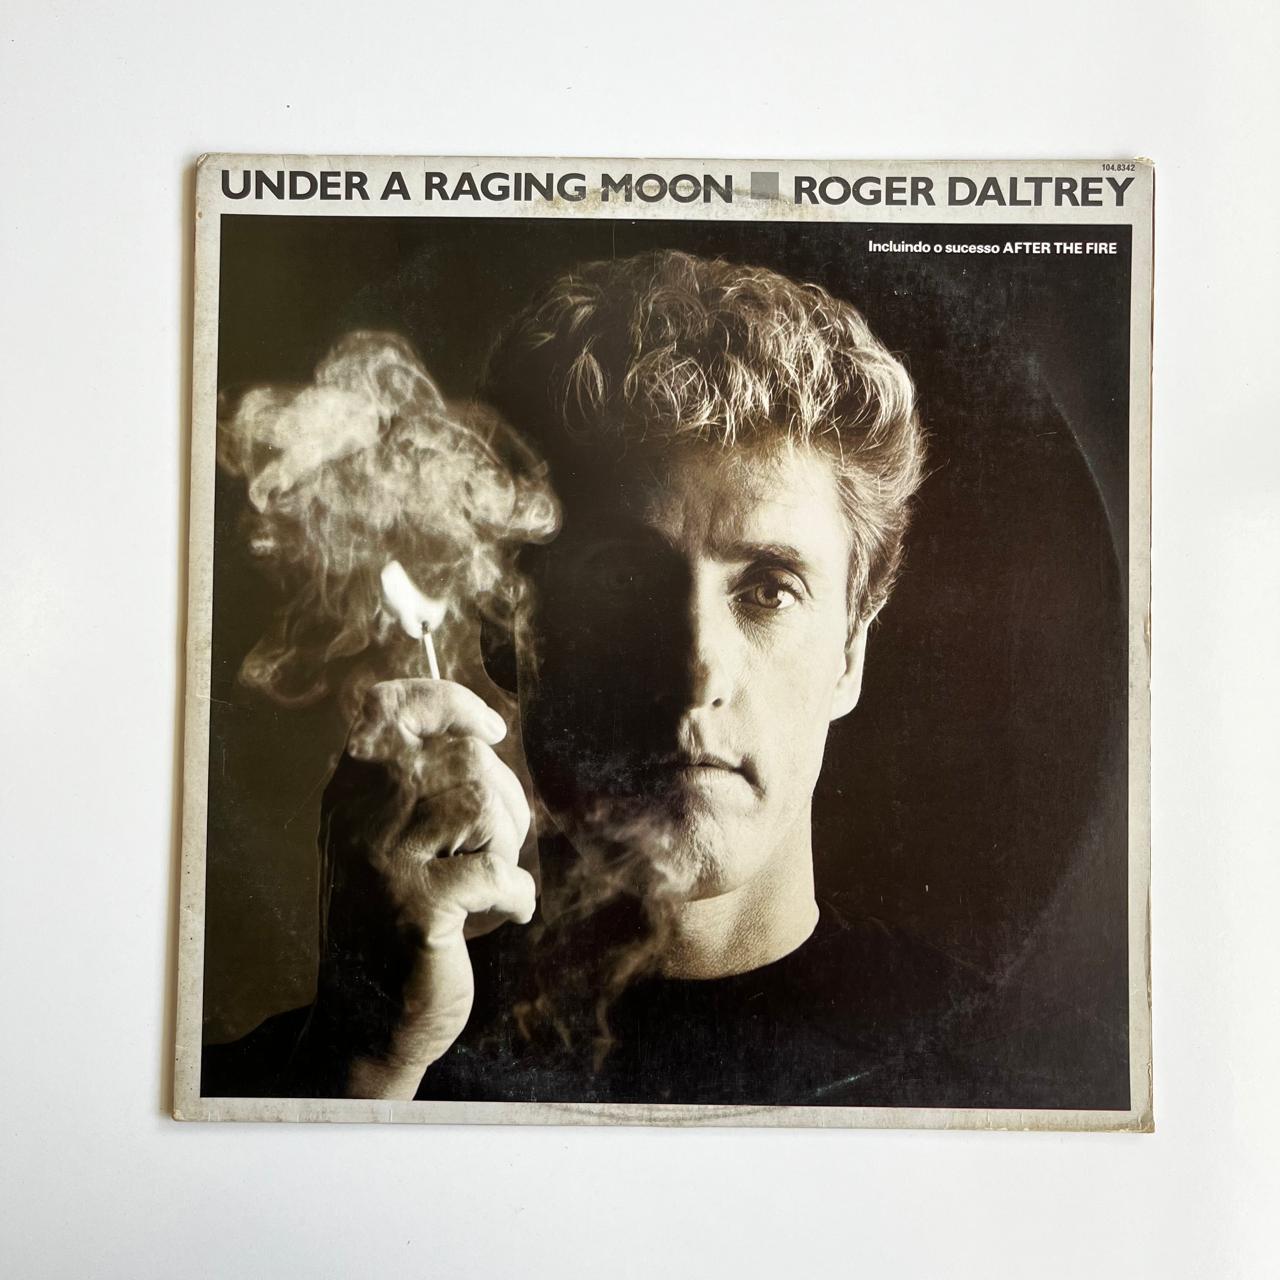 104.8342
UNDER A RAGING MOON ROGER DALTREY
Incluindo o sucesso AFTER THE FIRE